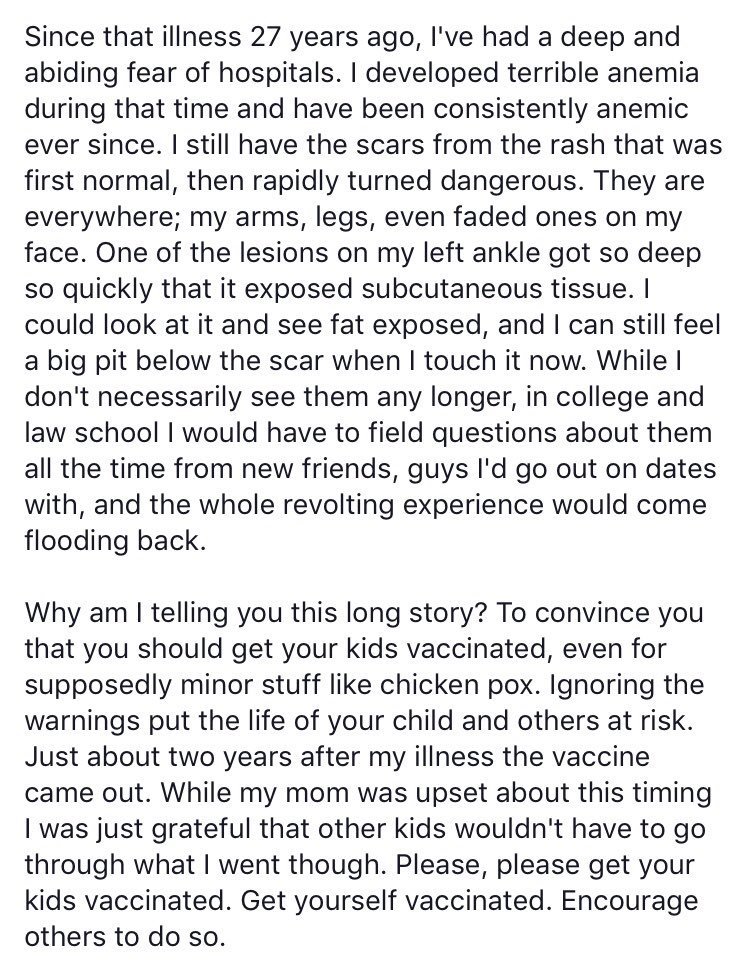 Since that illness 27 years ago, I've had a deep and
abiding fear of hospitals. I developed terrible anemia
during that time and have been consistently anemic
ever since. I still have the scars from the rash that was
first normal, then rapidly turned dangerous. They are
everywhere; my arms, legs, even faded ones on my
face. One of the lesions on my left ankle got so deep
so quickly that it exposed subcutaneous tissue. I
could look at it and see fat exposed, and I can still feel
a big pit below the scar when I touch it now. While I
don't necessarily see them any longer, in college and
law school I would have to field questions about them
all the time from new friends, guys I'd go out on dates
with, and the whole revolting experience would come
flooding back.

Why am I telling you this long story? To convince you
that you should get your kids vaccinated, even for
supposedly minor stuff like chicken pox. Ignoring the
warnings put the life of your child and others at risk.
Just about two years after my illness the vaccine
came out. While my mom was upset about this timing
I was just grateful that other kids wouldn't have to go
through what I went though. Please, please get your
kids vaccinated. Get yourself vaccinated. Encourage
others to do so.